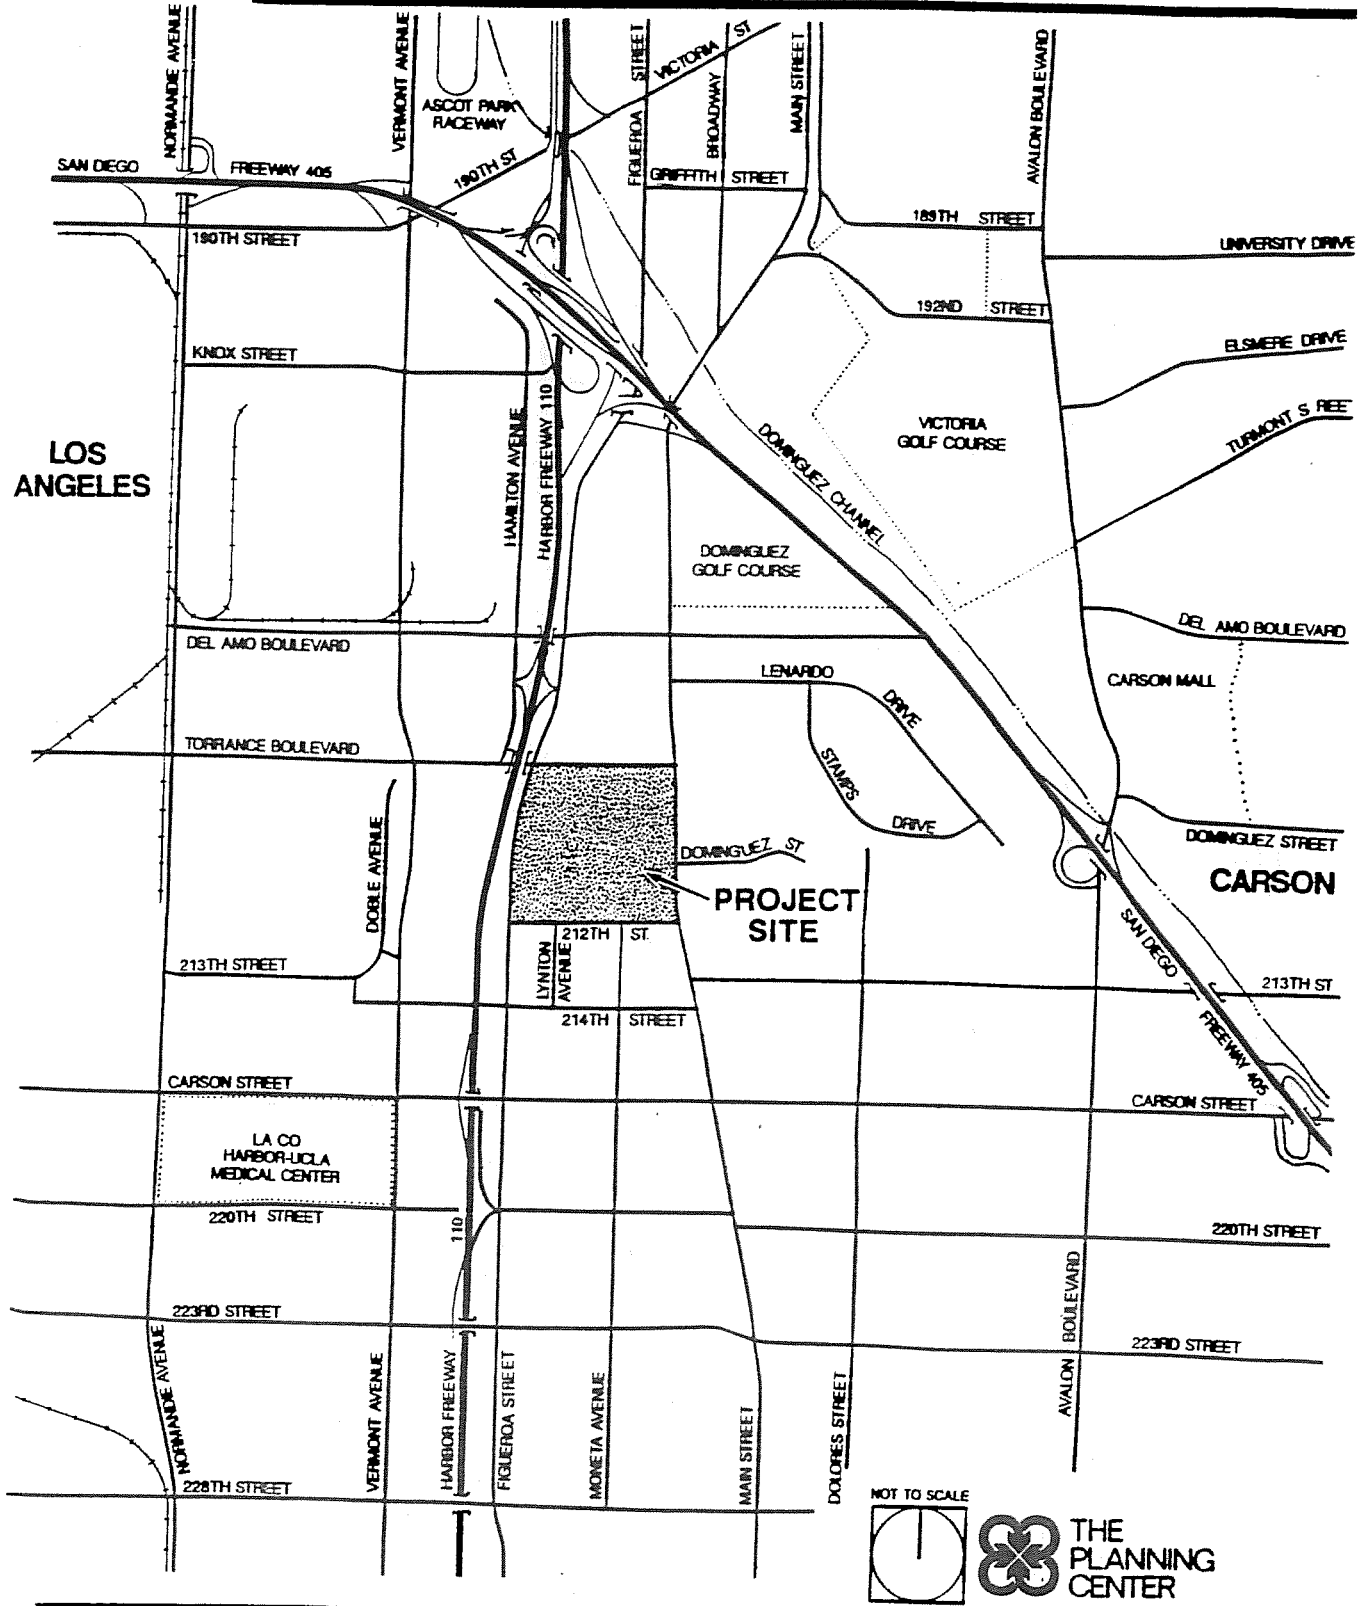 NORMANDIE AVENUE
VERMONT AVENUE
ASCOT PARK
RACEWAY
FIGUEROA STREET
VICTORIA ST
BROADWAY
MAIN STREET
AVALON BOULEVARD
SAN DIEGO FREEWAY 405
190TH ST
GRIFFITH STREET
190TH STREET
189TH STREET
UNIVERSITY DRIVE
192ND STREET
KNOX STREET
ELSMERE DRIVE
HAMILTON AVENUE
HARBOR FREEWAY 110
LOS
ANGELES
VICTORIA
GOLF COURSE
TURMONT S REET
DOMINGUEZ CHANNEL
DOMINGUEZ
GOLF COURSE
DEL AMO BOULEVARD
DEL AMO BOULEVARD
LENARDO DRIVE
CARSON MALL
TORRANCE BOULEVARD
STAMPS DRIVE
DOBLE AVENUE
DOMINGUEZ ST
DOMINGUEZ STREET
CARSON
PROJECT
SITE
212TH ST.
LYNTON
AVENUE
213TH STREET
SAN DIEGO FREEWAY 405
213TH ST
214TH STREET
CARSON STREET
CARSON STREET
LA CO
HARBOR-UCLA
MEDICAL CENTER
220TH STREET
110
220TH STREET
223RD STREET
223RD STREET
NORMANDIE AVENUE
VERMONT AVENUE
HARBOR FREEWAY
FIGUEROA STREET
MONETA AVENUE
MAIN STREET
DOLORES STREET
AVALON BOULEVARD
228TH STREET
NOT TO SCALE
THE
PLANNING
CENTER